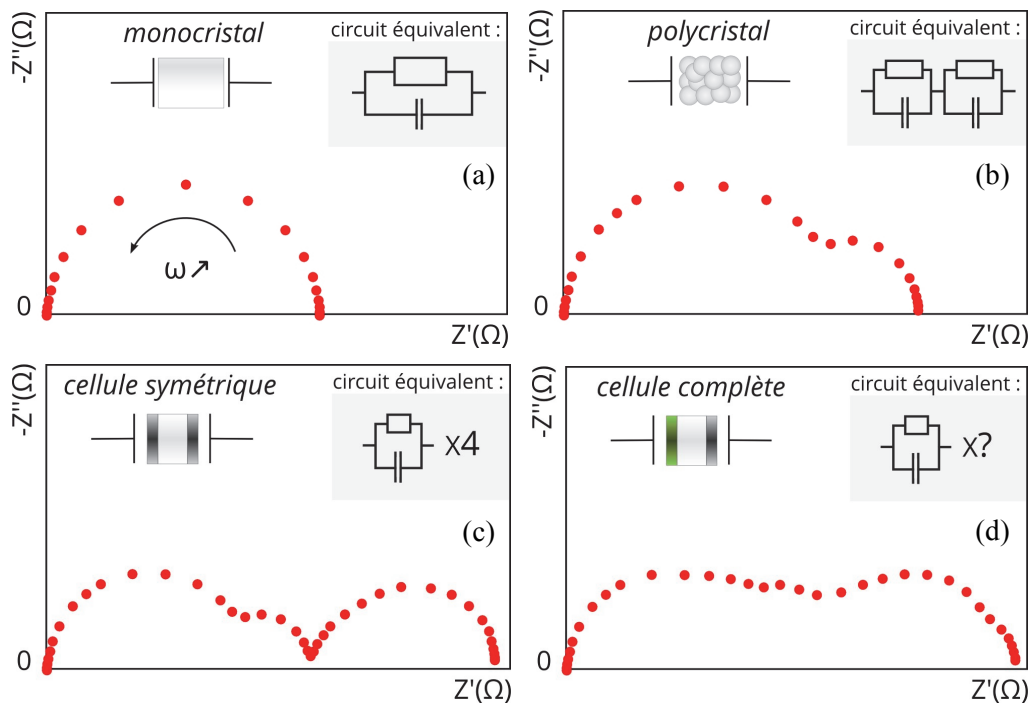 -Z''(Ω)
monocristal
circuit équivalent :
(a)
ω↗
0
Z'(Ω)
-Z''(Ω)
polycristal
circuit équivalent :
(b)
0
Z'(Ω)
-Z''(Ω)
cellule symétrique
circuit équivalent :
X4
(c)
0
Z'(Ω)
-Z''(Ω)
cellule complète
circuit équivalent :
X?
(d)
0
Z'(Ω)